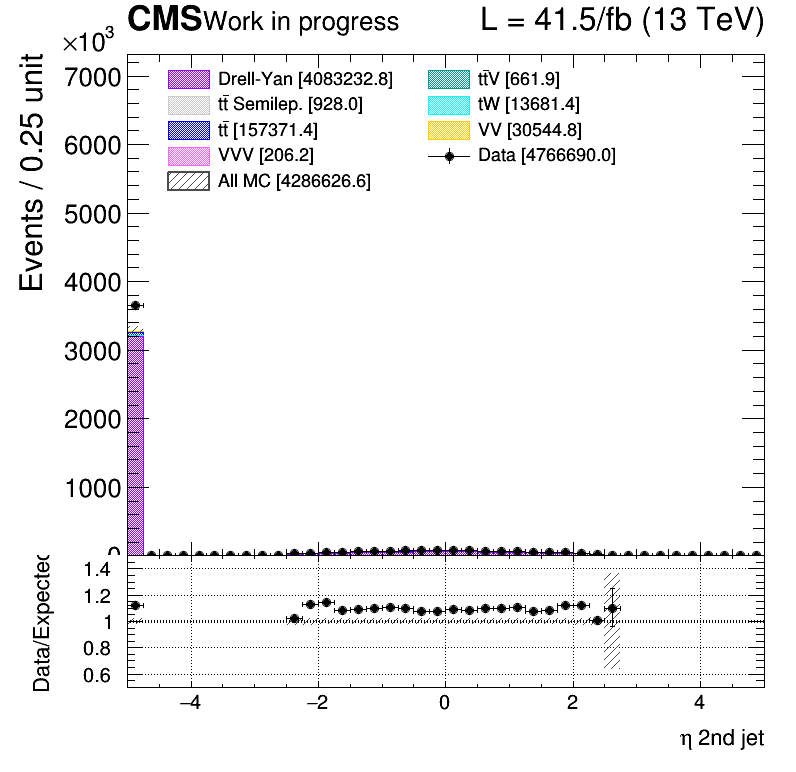 CMS Work in progress L = 41.5/fb (13 TeV)
×10³
Events / 0.25 unit
7000
6000
5000
4000
3000
2000
1000
0
Drell-Yan [4083232.8]
tt̄ Semilep. [928.0]
tt̄ [157371.4]
VVV [206.2]
All MC [4286626.6]
tt̄V [661.9]
tW [13681.4]
VV [30544.8]
Data [4766690.0]
Data/Expected
1.4
1.2
1
0.8
0.6
−4 −2 0 2 4
η 2nd jet